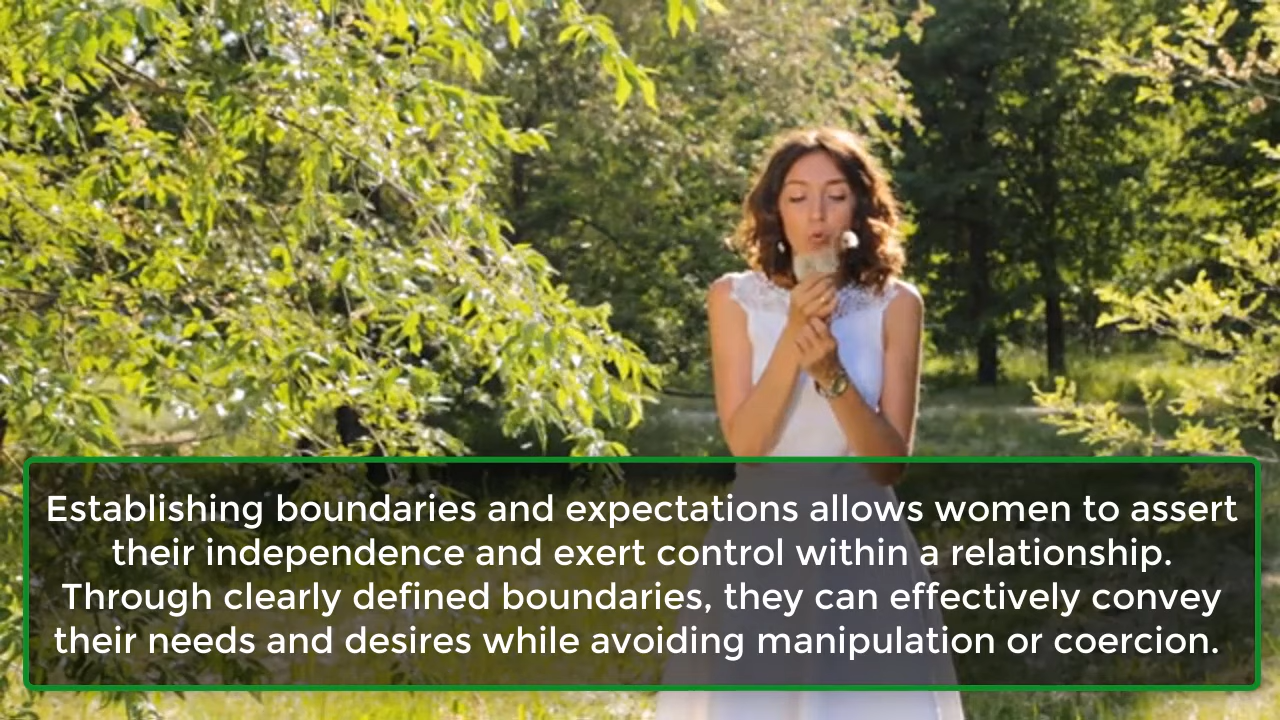 Establishing boundaries and expectations allows women to assert
their independence and exert control within a relationship.
Through clearly defined boundaries, they can effectively convey
their needs and desires while avoiding manipulation or coercion.